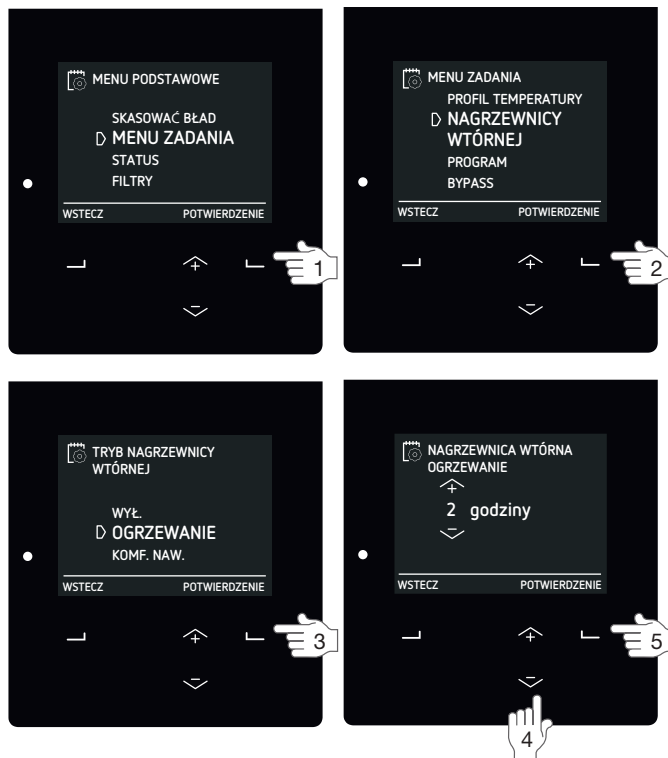 MENU PODSTAWOWE
SKASOWAĆ BŁAD
MENU ZADANIA
STATUS
FILTRY
WSTECZ POTWIERDZENIE
1
MENU ZADANIA
PROFIL TEMPERATURY
NAGRZEWNICY
WTÓRNEJ
PROGRAM
BYPASS
WSTECZ POTWIERDZENIE
2
TRYB NAGRZEWNICY
WTÓRNEJ
WYŁ.
OGRZEWANIE
KOMF. NAW.
WSTECZ POTWIERDZENIE
3
NAGRZEWNICA WTÓRNA
OGRZEWANIE
2 godziny
WSTECZ POTWIERDZENIE
5
4